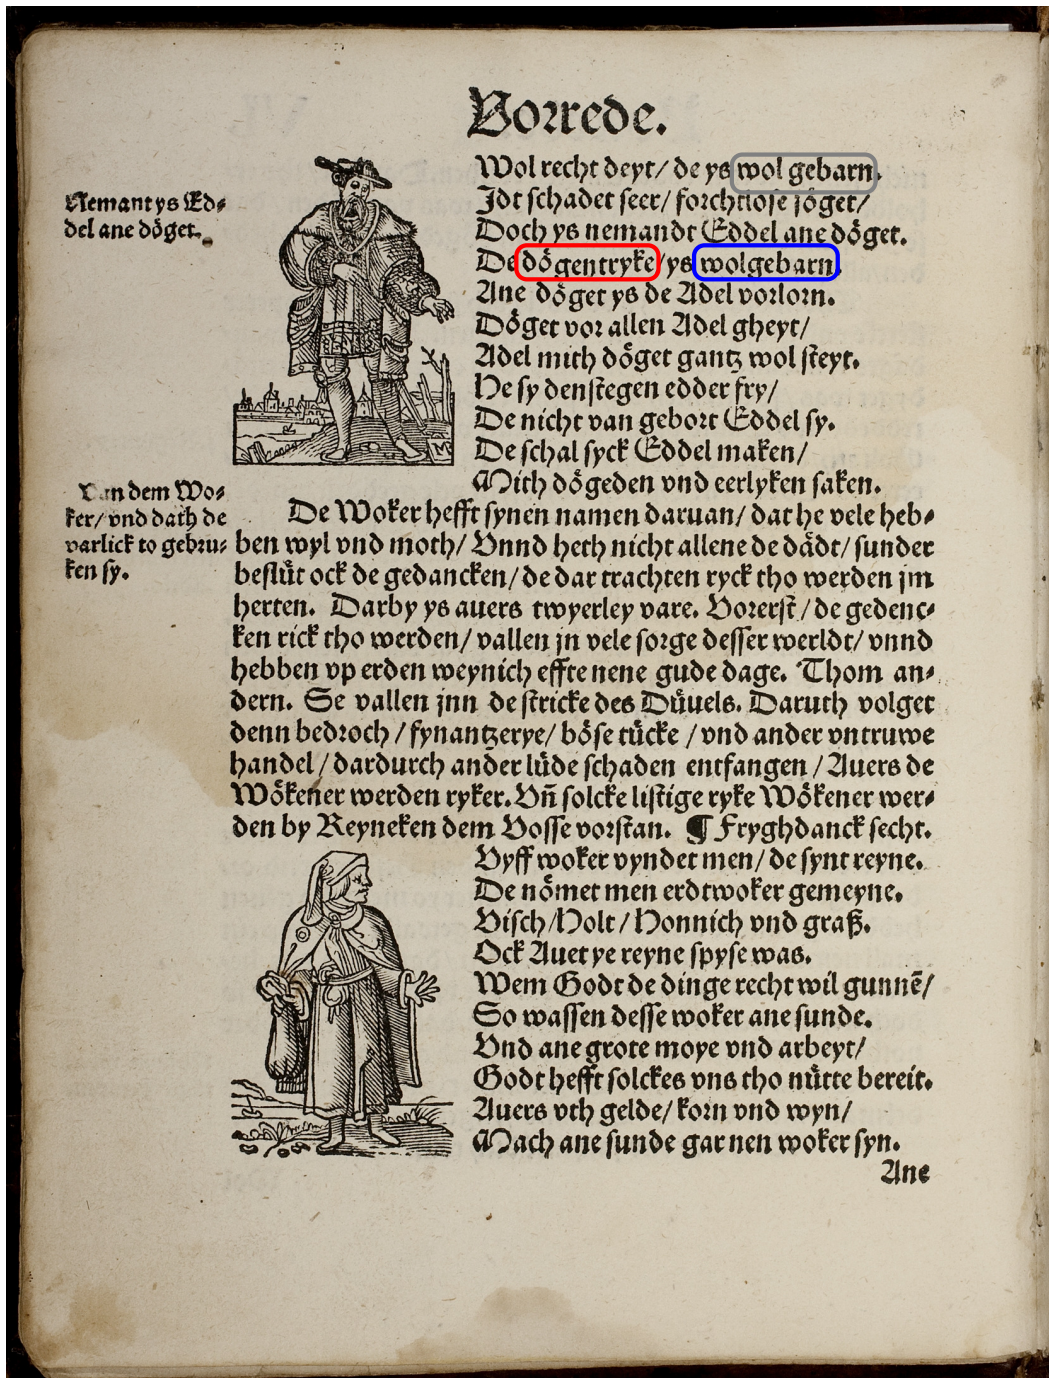 Vorrede.
Nemant ys Ed⸗
del ane döget.
Wol recht deyt/ de ys wol gebarn.
Jdt schadet seer/ forchtlose jöget/
Doch ys nemandt Eddel ane döget.
De dögentryke/ ys wolgebarn.
Ane döget ys de Adel vorlorn.
Döget vor allen Adel gheyt/
Adel mith döget gantz wol steyt.
He sy denstegen edder fry/
De nicht van gebort Eddel sy.
De schal syck Eddel maken/
Mith dögeden vnd eerlyken saken.
Van dem Wo⸗
ker/ vnd dath de
varlick to gebru⸗
ken sy.
De Woker hefft synen namen daruan/ dat he vele heb⸗
ben wyl vnd moth/ Vnnd heth nicht allene de dådt/ sunder
beslüt ock de gedancken/ de dar trachten ryck tho werden jm
herten. Darby ys auers twyerley vare. Vorerst/ de gedenc⸗
ken rick tho werden/ vallen jn vele sorge desser werldt/ vnnd
hebben vp erden weynich effte nene gude dage. Thom an⸗
dern. Se vallen jnn de stricke des Düuels. Daruth volget
denn bedroch/ fynantzerye/ böse tücke/ vnd ander vntruwe
handel/ dardurch ander lüde schaden entfangen/ Auers de
Wökener werden ryker. Vñ solcke listige ryke Wökener wer⸗
den by Reyneken dem Vosse vorstan. ¶ Fryghdanck secht.
Vyff woker vyndet men/ de synt reyne.
De nömet men erdtwoker gemeyne.
Visch/ Holt/ Honnich vnd graß.
Ock Auet ye reyne spyse was.
Wem Godt de dinge recht wil gunnē/
So wassen desse woker ane sunde.
Vnd ane grote moye vnd arbeyt/
Godt hefft solckes vns tho nütte bereit.
Auers vth gelde/ korn vnd wyn/
Mach ane sunde gar nen woker syn.
Ane